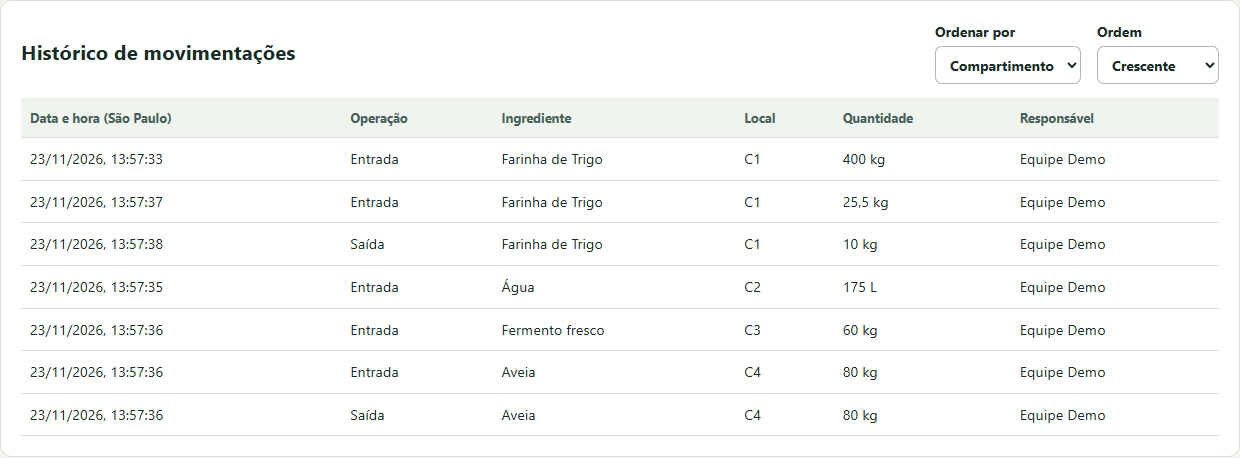 Histórico de movimentações
Ordenar por Ordem
Compartimento Crescente
Data e hora (São Paulo) Operação Ingrediente Local Quantidade Responsável
23/11/2026, 13:57:33 Entrada Farinha de Trigo C1 400 kg Equipe Demo
23/11/2026, 13:57:37 Entrada Farinha de Trigo C1 25,5 kg Equipe Demo
23/11/2026, 13:57:38 Saída Farinha de Trigo C1 10 kg Equipe Demo
23/11/2026, 13:57:35 Entrada Água C2 175 L Equipe Demo
23/11/2026, 13:57:36 Entrada Fermento fresco C3 60 kg Equipe Demo
23/11/2026, 13:57:36 Entrada Aveia C4 80 kg Equipe Demo
23/11/2026, 13:57:36 Saída Aveia C4 80 kg Equipe Demo